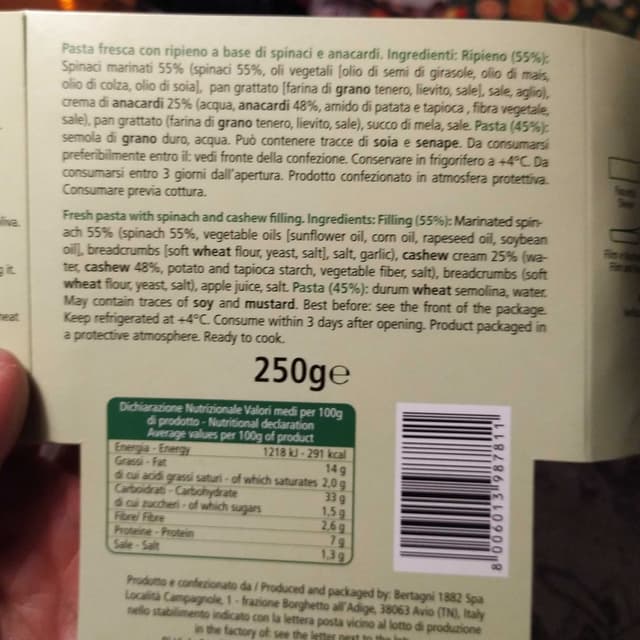 Pasta fresca con ripieno a base di spinaci e anacardi. Ingredienti: Ripieno (55%):
Spinaci marinati 55% (spinaci 55%, oli vegetali [olio di semi di girasole, olio di mais,
olio di colza, olio di soia], pan grattato [farina di grano tenero, lievito, sale], sale, aglio),
crema di anacardi 25% (acqua, anacardi 48%, amido di patata e tapioca, fibra vegetale,
sale), pan grattato (farina di grano tenero, lievito, sale), succo di mela, sale. Pasta (45%):
semola di grano duro, acqua. Può contenere tracce di soia e senape. Da consumarsi
preferibilmente entro il: vedi fronte della confezione. Conservare in frigorifero a +4°C. Da
consumarsi entro 3 giorni dall'apertura. Prodotto confezionato in atmosfera protettiva.
Consumare previa cottura.
Fresh pasta with spinach and cashew filling. Ingredients: Filling (55%): Marinated spin-
ach 55% (spinach 55%, vegetable oils [sunflower oil, corn oil, rapeseed oil, soybean
oil], breadcrumbs [soft wheat flour, yeast, salt], salt, garlic), cashew cream 25% (wa-
ter, cashew 48%, potato and tapioca starch, vegetable fiber, salt), breadcrumbs (soft
wheat flour, yeast, salt), apple juice, salt. Pasta (45%): durum wheat semolina, water.
May contain traces of soy and mustard. Best before: see the front of the package.
Keep refrigerated at +4°C. Consume within 3 days after opening. Product packaged in
a protective atmosphere. Ready to cook.
250g℮
Dichiarazione Nutrizionale Valori medi per 100g
di prodotto - Nutritional declaration
Average values per 100g of product
Energia - Energy 1218 kJ - 291 kcal
Grassi - Fat 14 g
di cui acidi grassi saturi - of which saturates 2,0 g
Carboidrati - Carbohydrate 33 g
di cui zuccheri - of which sugars 1,5 g
Fibre/ Fibre 2,6 g
Proteine - Protein 7 g
Sale - Salt 1,3 g
8 006013 987811
Prodotto e confezionato da / Produced and packaged by: Bertagni 1882 Spa
Località Campagnole, 1 - frazione Borghetto all'Adige, 38063 Avio (TN), Italy
nello stabilimento indicato con la lettera posta vicino al lotto di produzione
in the factory of: see the letter next to the